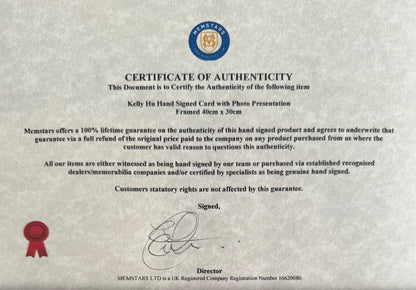 MEMSTARS
CERTIFICATE OF AUTHENTICITY
This Document is to Certify the Authenticity of the following item
Kelly Hu Hand Signed Card with Photo Presentation
Framed 40cm x 30cm
Memstars offers a 100% lifetime guarantee on the authenticity of this hand signed product and agrees to underwrite that
guarantee via a full refund of the original price paid to the company on any product purchased from us where the
customer has valid reason to questions this authenticity.
All our items are either witnessed as being hand signed by our team or purchased via established recognised
dealers/memorabilia companies and/or certified by specialists as being genuine hand signed.
Customers statutory rights are not affected by this guarantee.
Signed,
Director
MEMSTARS LTD is a UK Registered Company Registration Number 16620080